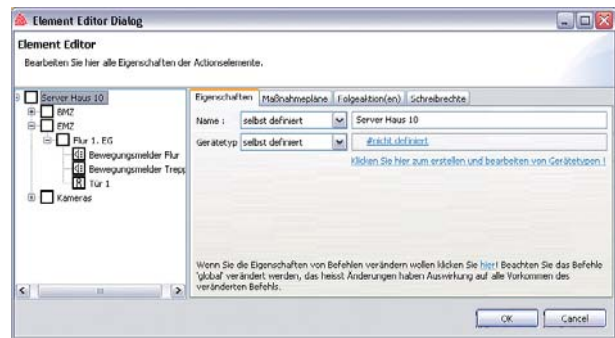 Element Editor Dialog
Element Editor
Bearbeiten Sie hier alle Eigenschaften der Actionselemente.
Server Haus 10
BMZ
EMZ
Flur 1. EG
Bewegungsmelder Flur
Bewegungsmelder Trepp
Tür 1
Kameras
Eigenschaften Maßnahmepläne Folgeaktion(en) Schreibrechte
Name : selbst definiert Server Haus 10
Gerätetyp selbst definiert #nicht definiert
Klicken Sie hier zum erstellen und bearbeiten von Gerätetypen !
Wenn Sie die Eigenschaften von Befehlen verändern wollen klicken Sie hier! Beachten Sie das Befehle
'global' verändert werden, das heisst Änderungen haben Auswirkung auf alle Vorkommen des
veränderten Befehls.
OK Cancel